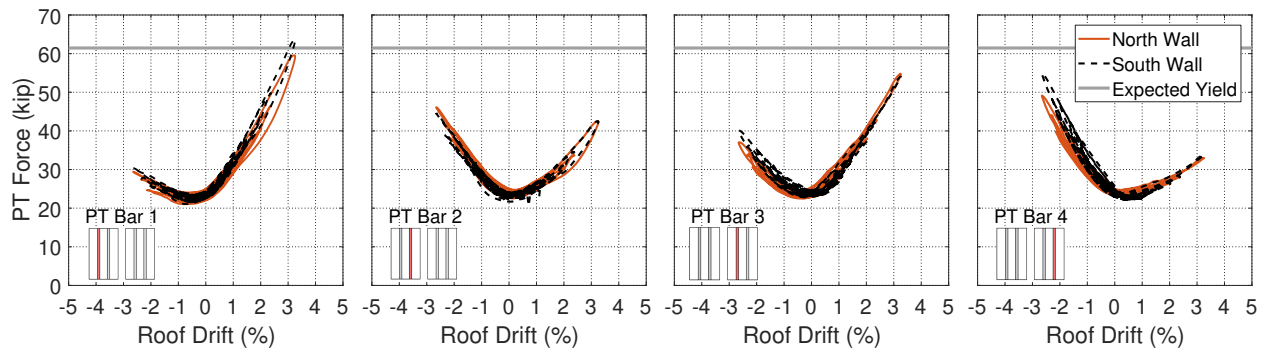 PT Force (kip)
70
60
50
40
30
20
10
0
PT Bar 1
-5 -4 -3 -2 -1 0 1 2 3 4 5
Roof Drift (%)
PT Bar 2
-5 -4 -3 -2 -1 0 1 2 3 4 5
Roof Drift (%)
PT Bar 3
-5 -4 -3 -2 -1 0 1 2 3 4 5
Roof Drift (%)
North Wall
South Wall
Expected Yield
PT Bar 4
-5 -4 -3 -2 -1 0 1 2 3 4 5
Roof Drift (%)